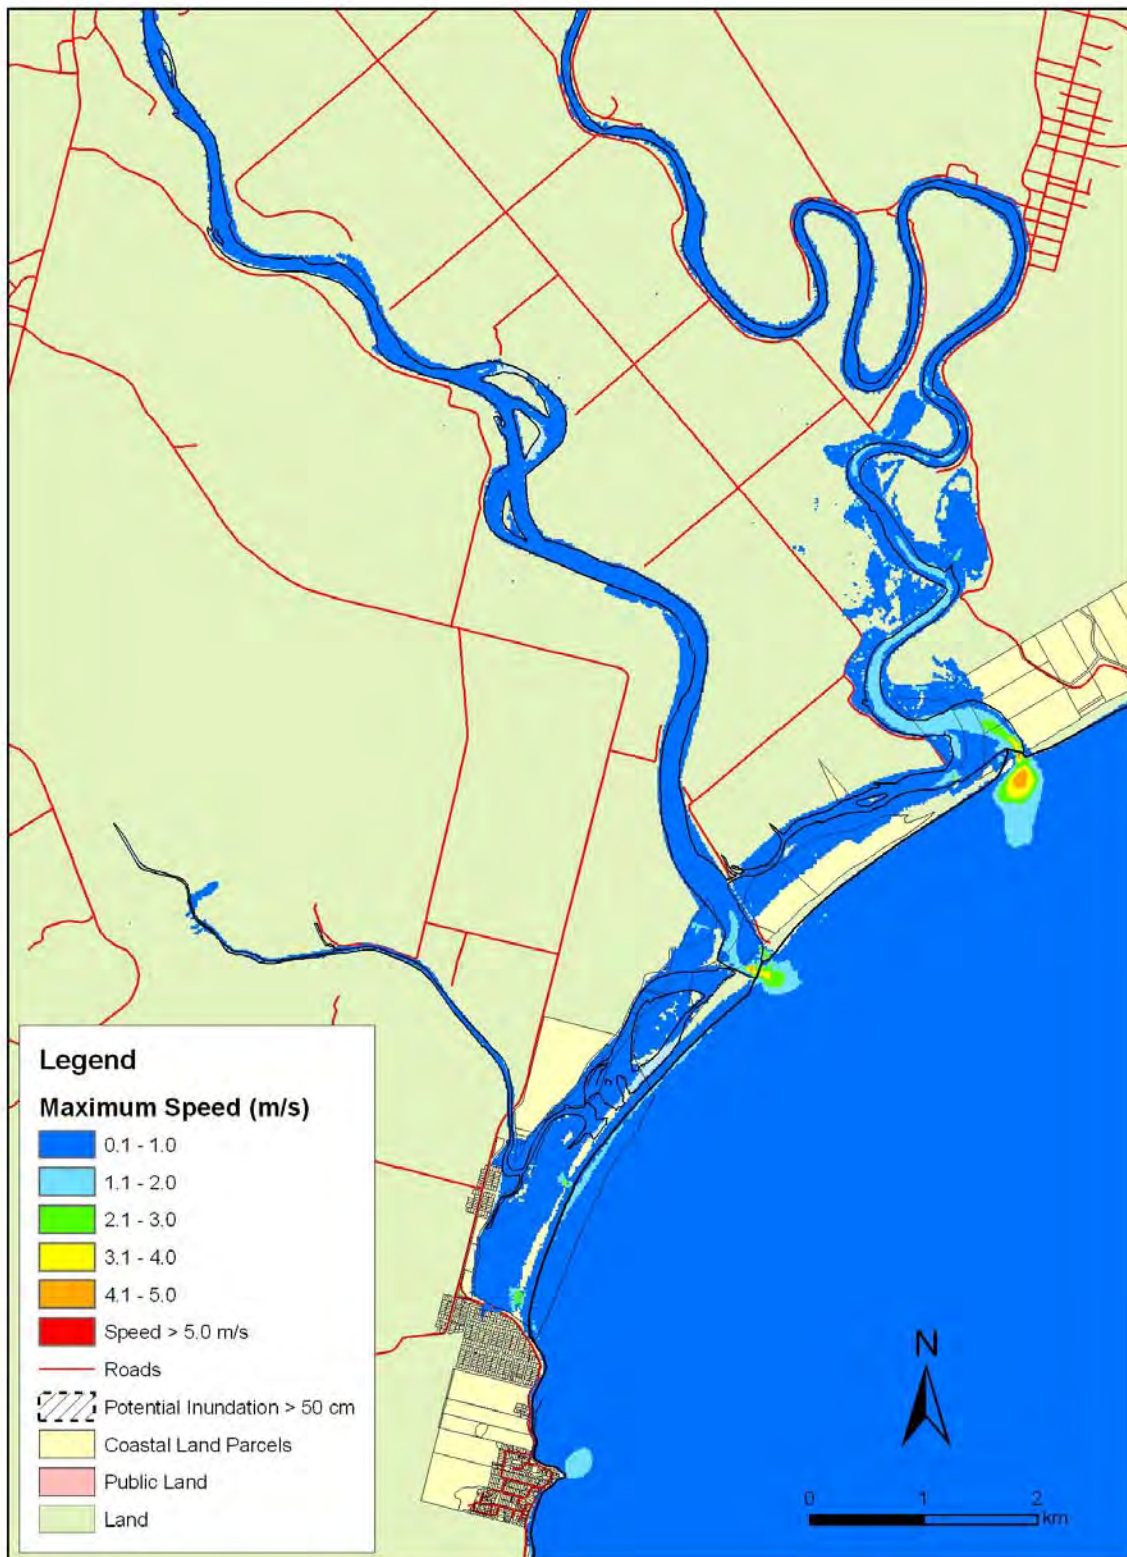 Legend
Maximum Speed (m/s)
0.1 - 1.0
1.1 - 2.0
2.1 - 3.0
3.1 - 4.0
4.1 - 5.0
Speed > 5.0 m/s
Roads
Potential Inundation > 50 cm
Coastal Land Parcels
Public Land
Land
N
0 1 2
km